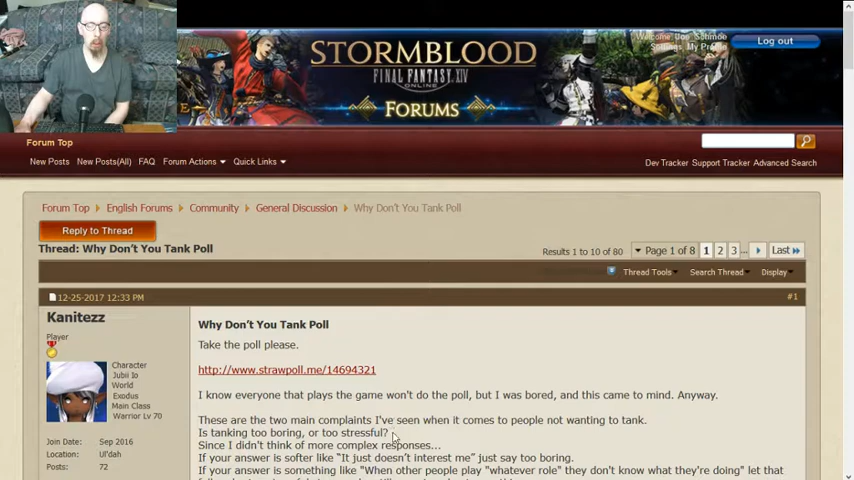 STORMBLOOD
FINAL FANTASY XIV
ONLINE
FORUMS
Welcome Joe Schmoe
Settings My Profile
Log out
Forum Top
New Posts New Posts(All) FAQ Forum Actions Quick Links
Dev Tracker Support Tracker Advanced Search
Forum Top English Forums Community General Discussion Why Don't You Tank Poll
Reply to Thread
Thread: Why Don't You Tank Poll
Results 1 to 10 of 80 Page 1 of 8 1 2 3 ... Last
Thread Tools Search Thread Display
12-25-2017 12:33 PM #1
Kanitezz
Player
Character
Jubii Io
World
Exodus
Main Class
Warrior Lv 70
Join Date: Sep 2016
Location: Ul'dah
Posts: 72
Why Don't You Tank Poll
Take the poll please.
http://www.strawpoll.me/14694321
I know everyone that plays the game won't do the poll, but I was bored, and this came to mind. Anyway.
These are the two main complaints I've seen when it comes to people not wanting to tank.
Is tanking too boring, or too stressful?
Since I didn't think of more complex responses...
If your answer is softer like "It just doesn't interest me" just say too boring.
If your answer is something like "When other people play "whatever role" they don't know what they're doing" let that